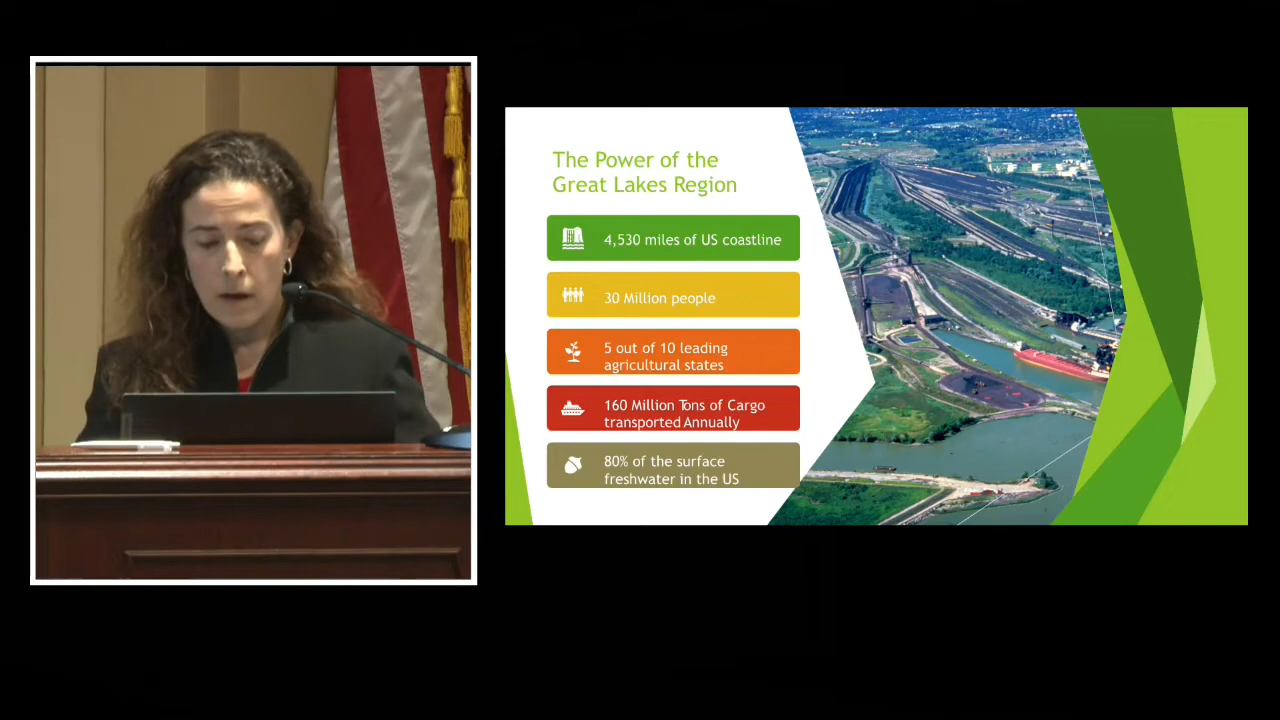 The Power of the
Great Lakes Region
4,530 miles of US coastline
30 Million people
5 out of 10 leading
agricultural states
160 Million Tons of Cargo
transported Annually
80% of the surface
freshwater in the US